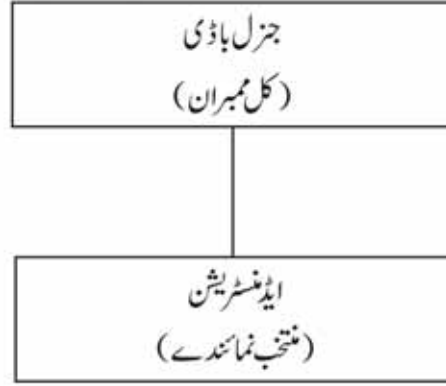 جنرل باڈی
(کل ممبران)
ایڈمنسٹریشن
(منتخب نمائندے)